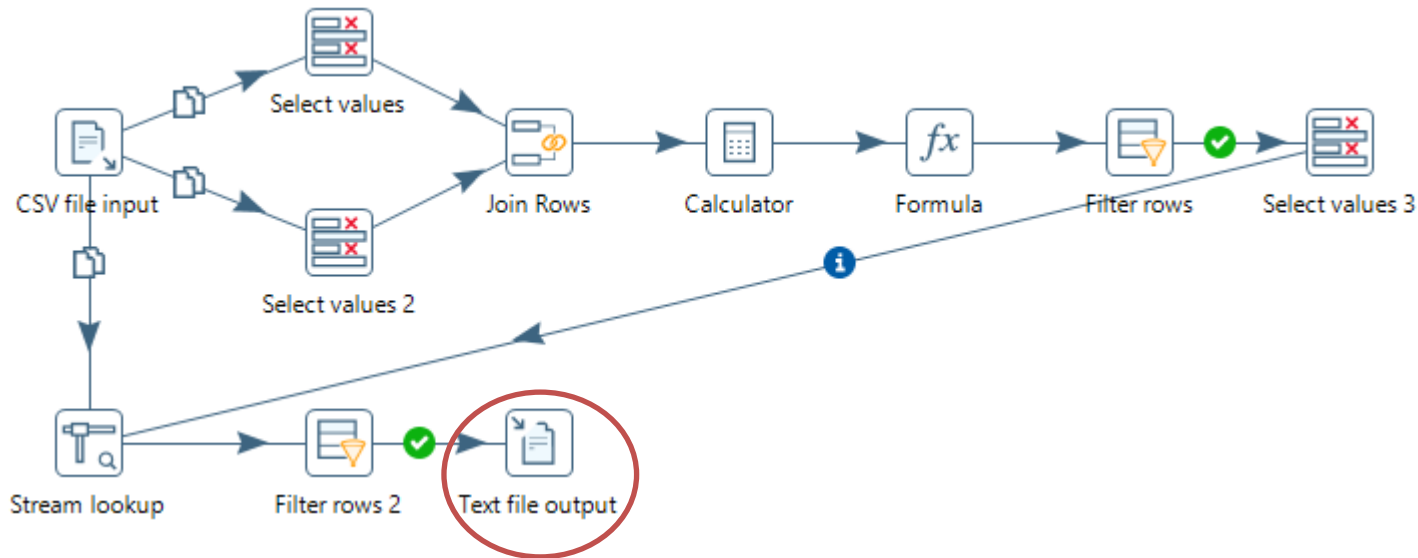 Select values
CSV file input
Join Rows
Calculator
fx
Formula
Filter rows
Select values 3
Select values 2
i
Stream lookup
Filter rows 2
Text file output